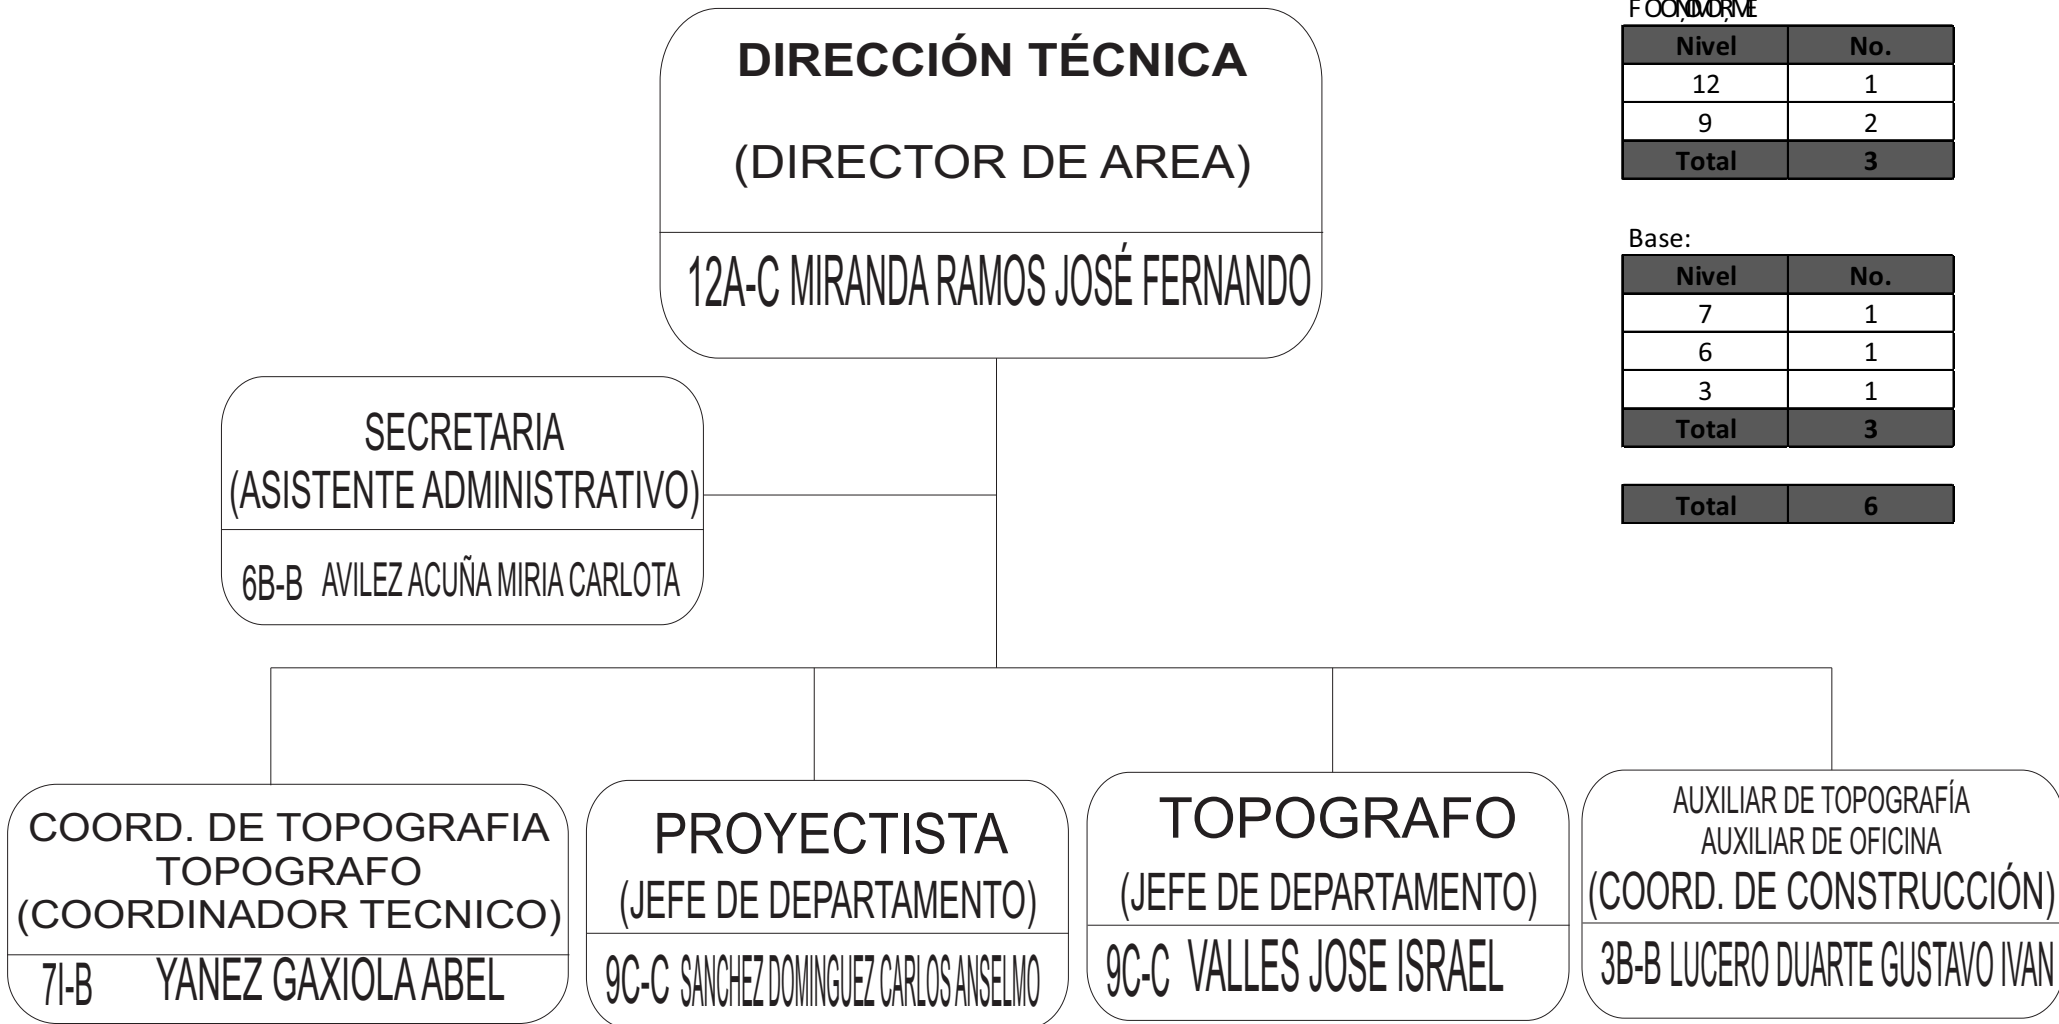 DIRECCIÓN TÉCNICA
(DIRECTOR DE AREA)
12A-C MIRANDA RAMOS JOSÉ FERNANDO
Nivel No.
12 1
9 2
Total 3
Base:
Nivel No.
7 1
6 1
3 1
Total 3
Total 6
SECRETARIA
(ASISTENTE ADMINISTRATIVO)
6B-B AVILEZ ACUÑA MIRIA CARLOTA
COORD. DE TOPOGRAFIA
TOPOGRAFO
(COORDINADOR TECNICO)
7I-B YANEZ GAXIOLA ABEL
PROYECTISTA
(JEFE DE DEPARTAMENTO)
9C-C SANCHEZ DOMINGUEZ CARLOS ANSELMO
TOPOGRAFO
(JEFE DE DEPARTAMENTO)
9C-C VALLES JOSE ISRAEL
AUXILIAR DE TOPOGRAFÍA
AUXILIAR DE OFICINA
(COORD. DE CONSTRUCCIÓN)
3B-B LUCERO DUARTE GUSTAVO IVAN